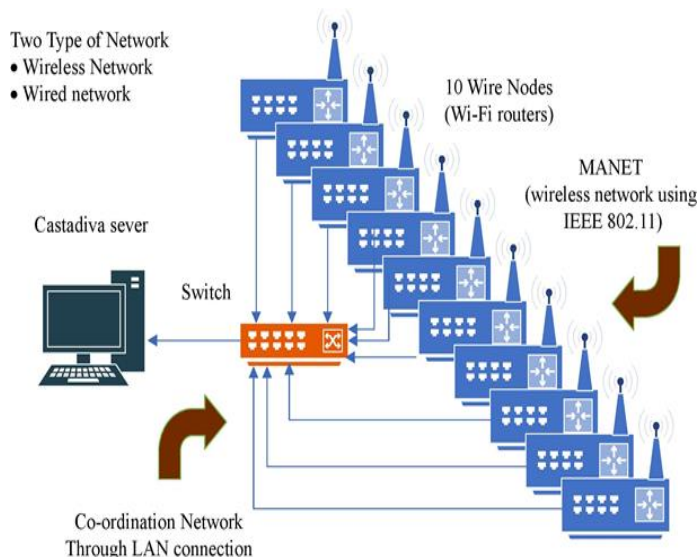 Two Type of Network
• Wireless Network
• Wired network
10 Wire Nodes
(Wi-Fi routers)
MANET
(wireless network using
IEEE 802.11)
Castadiva sever
Switch
Co-ordination Network
Through LAN connection